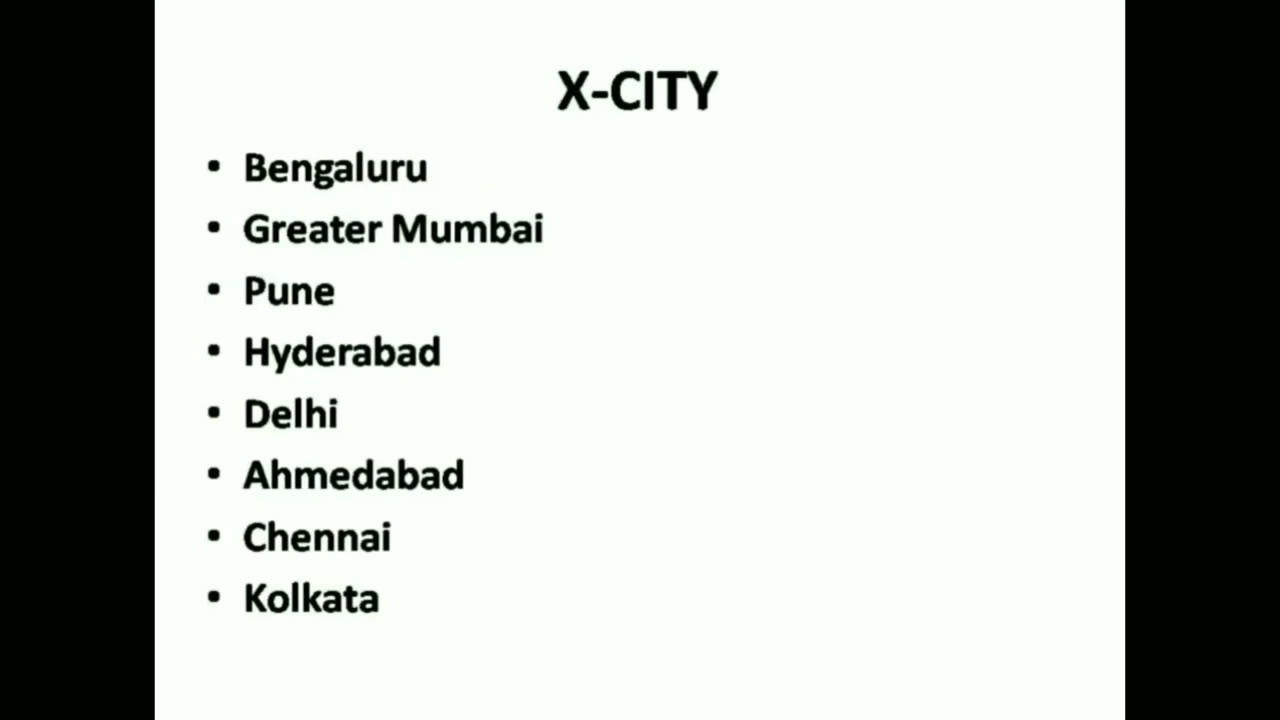 X-CITY
• Bengaluru
• Greater Mumbai
• Pune
• Hyderabad
• Delhi
• Ahmedabad
• Chennai
• Kolkata